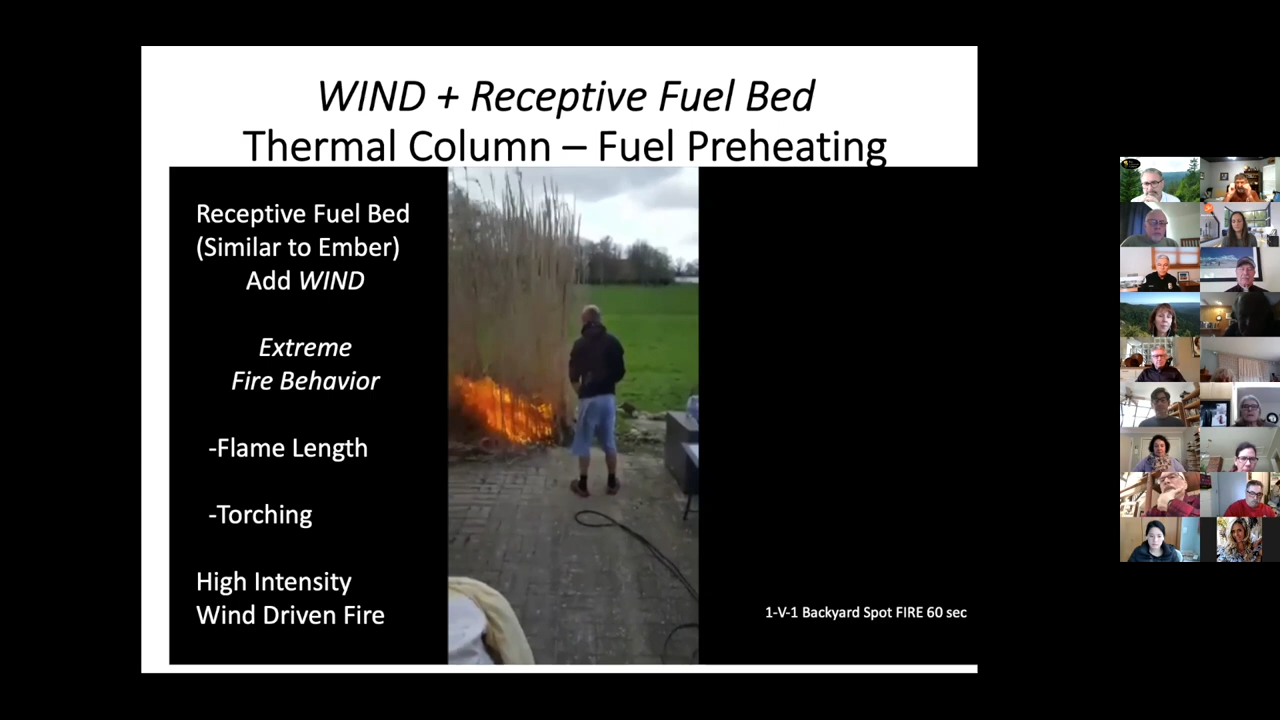 WIND + Receptive Fuel Bed
Thermal Column – Fuel Preheating
Receptive Fuel Bed
(Similar to Ember)
Add WIND
Extreme
Fire Behavior
-Flame Length
-Torching
High Intensity
Wind Driven Fire
1-V-1 Backyard Spot FIRE 60 sec